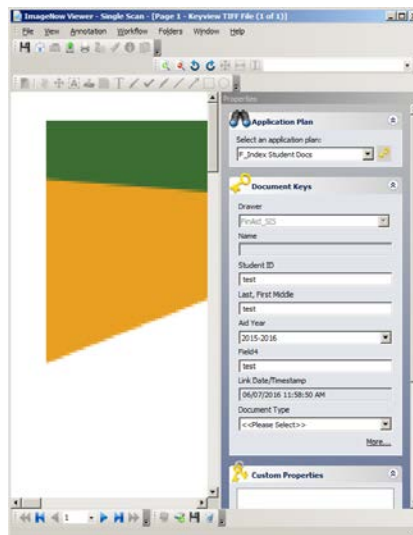 ImageNow Viewer - Single Scan - [Page 1 - Keyview TIFF File (1 of 1)]
File View Annotation Workflow Folders Window Help
Properties
Application Plan
Select an application plan:
F_Index Student Docs
Document Keys
Drawer
FinAid_SIS
Name
Student ID
test
Last, First Middle
test
Aid Year
2015-2016
Field4
test
Link Date/Timestamp
06/07/2016 11:58:50 AM
Document Type
<<Please Select>>
More...
Custom Properties
1